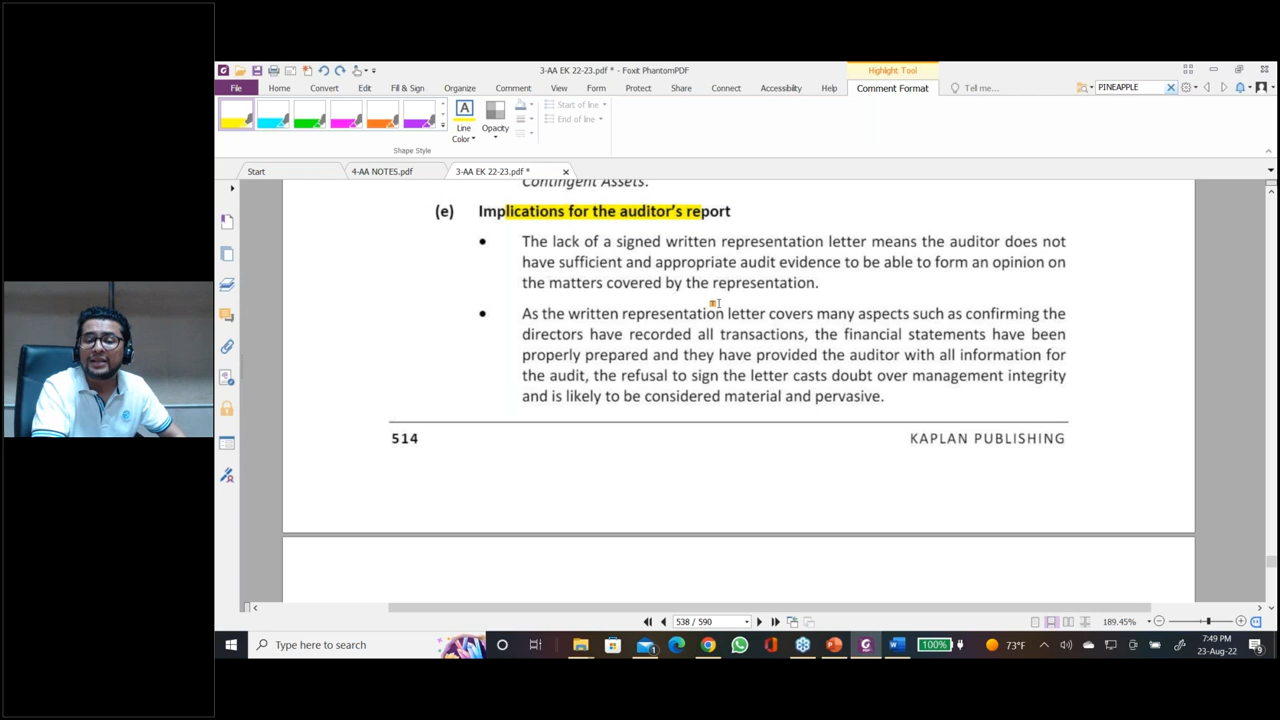 3-AA EK 22-23.pdf * - Foxit PhantomPDF
Highlight Tool
File
Home
Convert
Edit
Fill & Sign
Organize
Comment
View
Form
Protect
Share
Connect
Accessibility
Help
Comment Format
Tell me...
PINEAPPLE
Line
Color
Opacity
Start of line
End of line
Shape Style
Start
4-AA NOTES.pdf
3-AA EK 22-23.pdf *
Contingent Assets.
(e) Implications for the auditor's report
• The lack of a signed written representation letter means the auditor does not
have sufficient and appropriate audit evidence to be able to form an opinion on
the matters covered by the representation.
• As the written representation letter covers many aspects such as confirming the
directors have recorded all transactions, the financial statements have been
properly prepared and they have provided the auditor with all information for
the audit, the refusal to sign the letter casts doubt over management integrity
and is likely to be considered material and pervasive.
514
KAPLAN PUBLISHING
538 / 590
189.45%
Type here to search
100%
73°F
7:49 PM
23-Aug-22